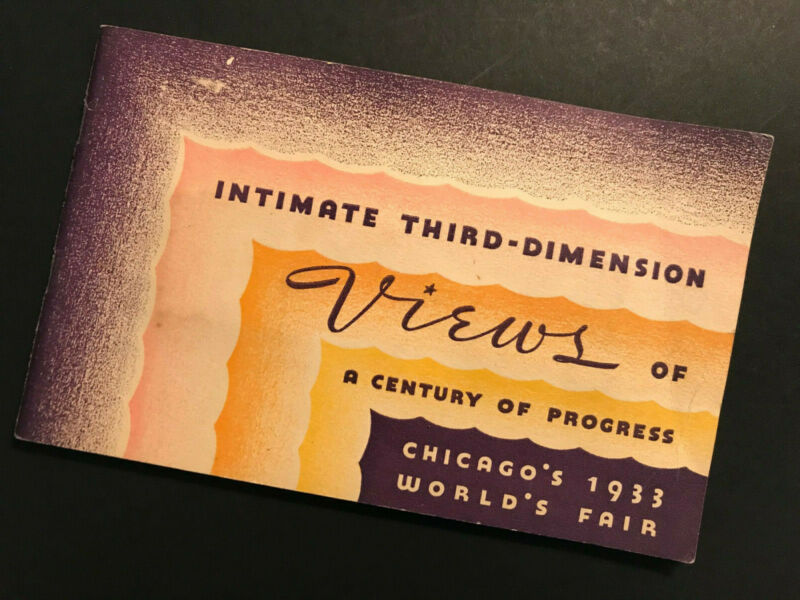 INTIMATE THIRD-DIMENSION
Views OF
A CENTURY OF PROGRESS
CHICAGO'S 1933
WORLD'S FAIR